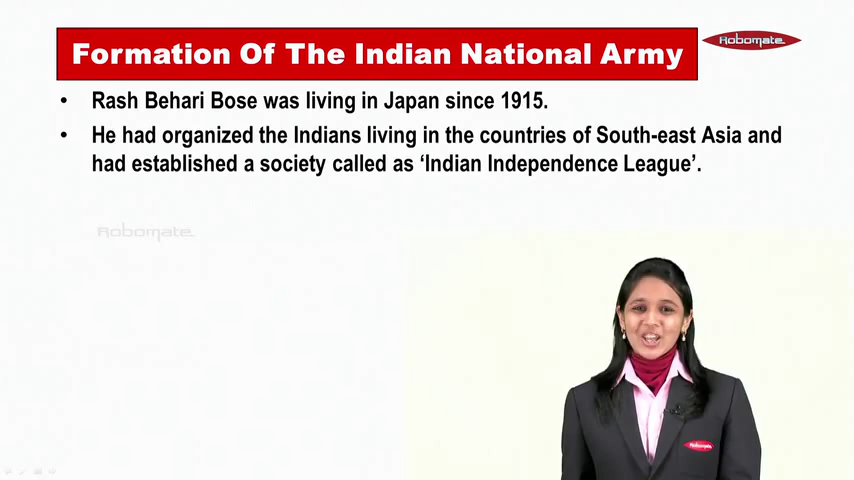 Formation Of The Indian National Army
Robomate
• Rash Behari Bose was living in Japan since 1915.
• He had organized the Indians living in the countries of South-east Asia and
had established a society called as ‘Indian Independence League’.
Robomate
Robomate